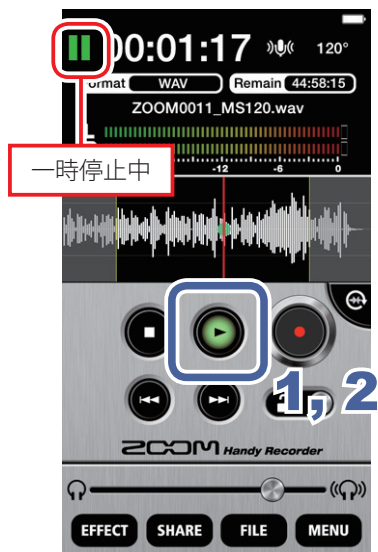 00:01:17 120°
ormat WAV Remain 44:58:15
ZOOM0011_MS120.wav
-12 -6 0
一時停止中
1, 2
ZOOM Handy Recorder
EFFECT SHARE FILE MENU